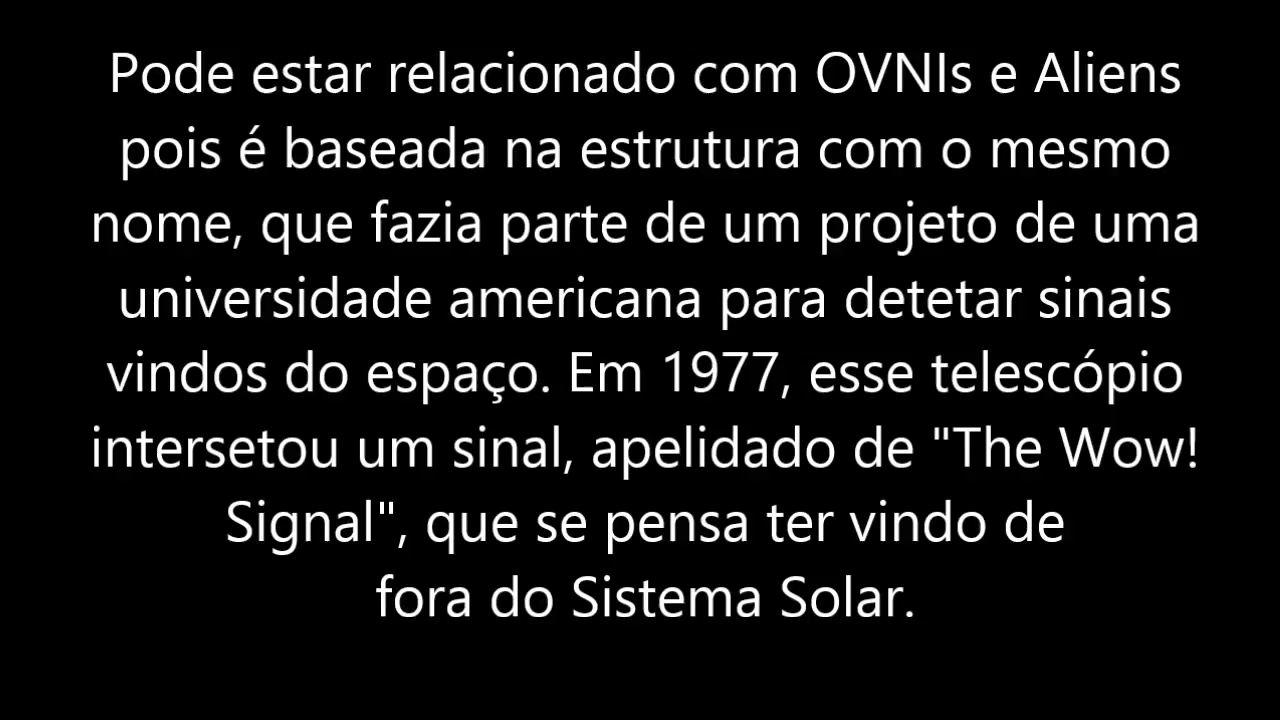 Pode estar relacionado com OVNIs e Aliens
pois é baseada na estrutura com o mesmo
nome, que fazia parte de um projeto de uma
universidade americana para detetar sinais
vindos do espaço. Em 1977, esse telescópio
intersetou um sinal, apelidado de "The Wow!
Signal", que se pensa ter vindo de
fora do Sistema Solar.